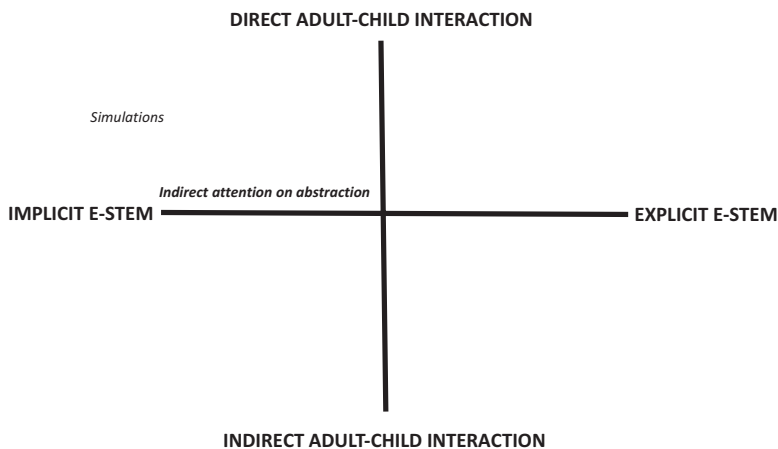 DIRECT ADULT-CHILD INTERACTION
Simulations
Indirect attention on abstraction
IMPLICIT E-STEM
EXPLICIT E-STEM
INDIRECT ADULT-CHILD INTERACTION